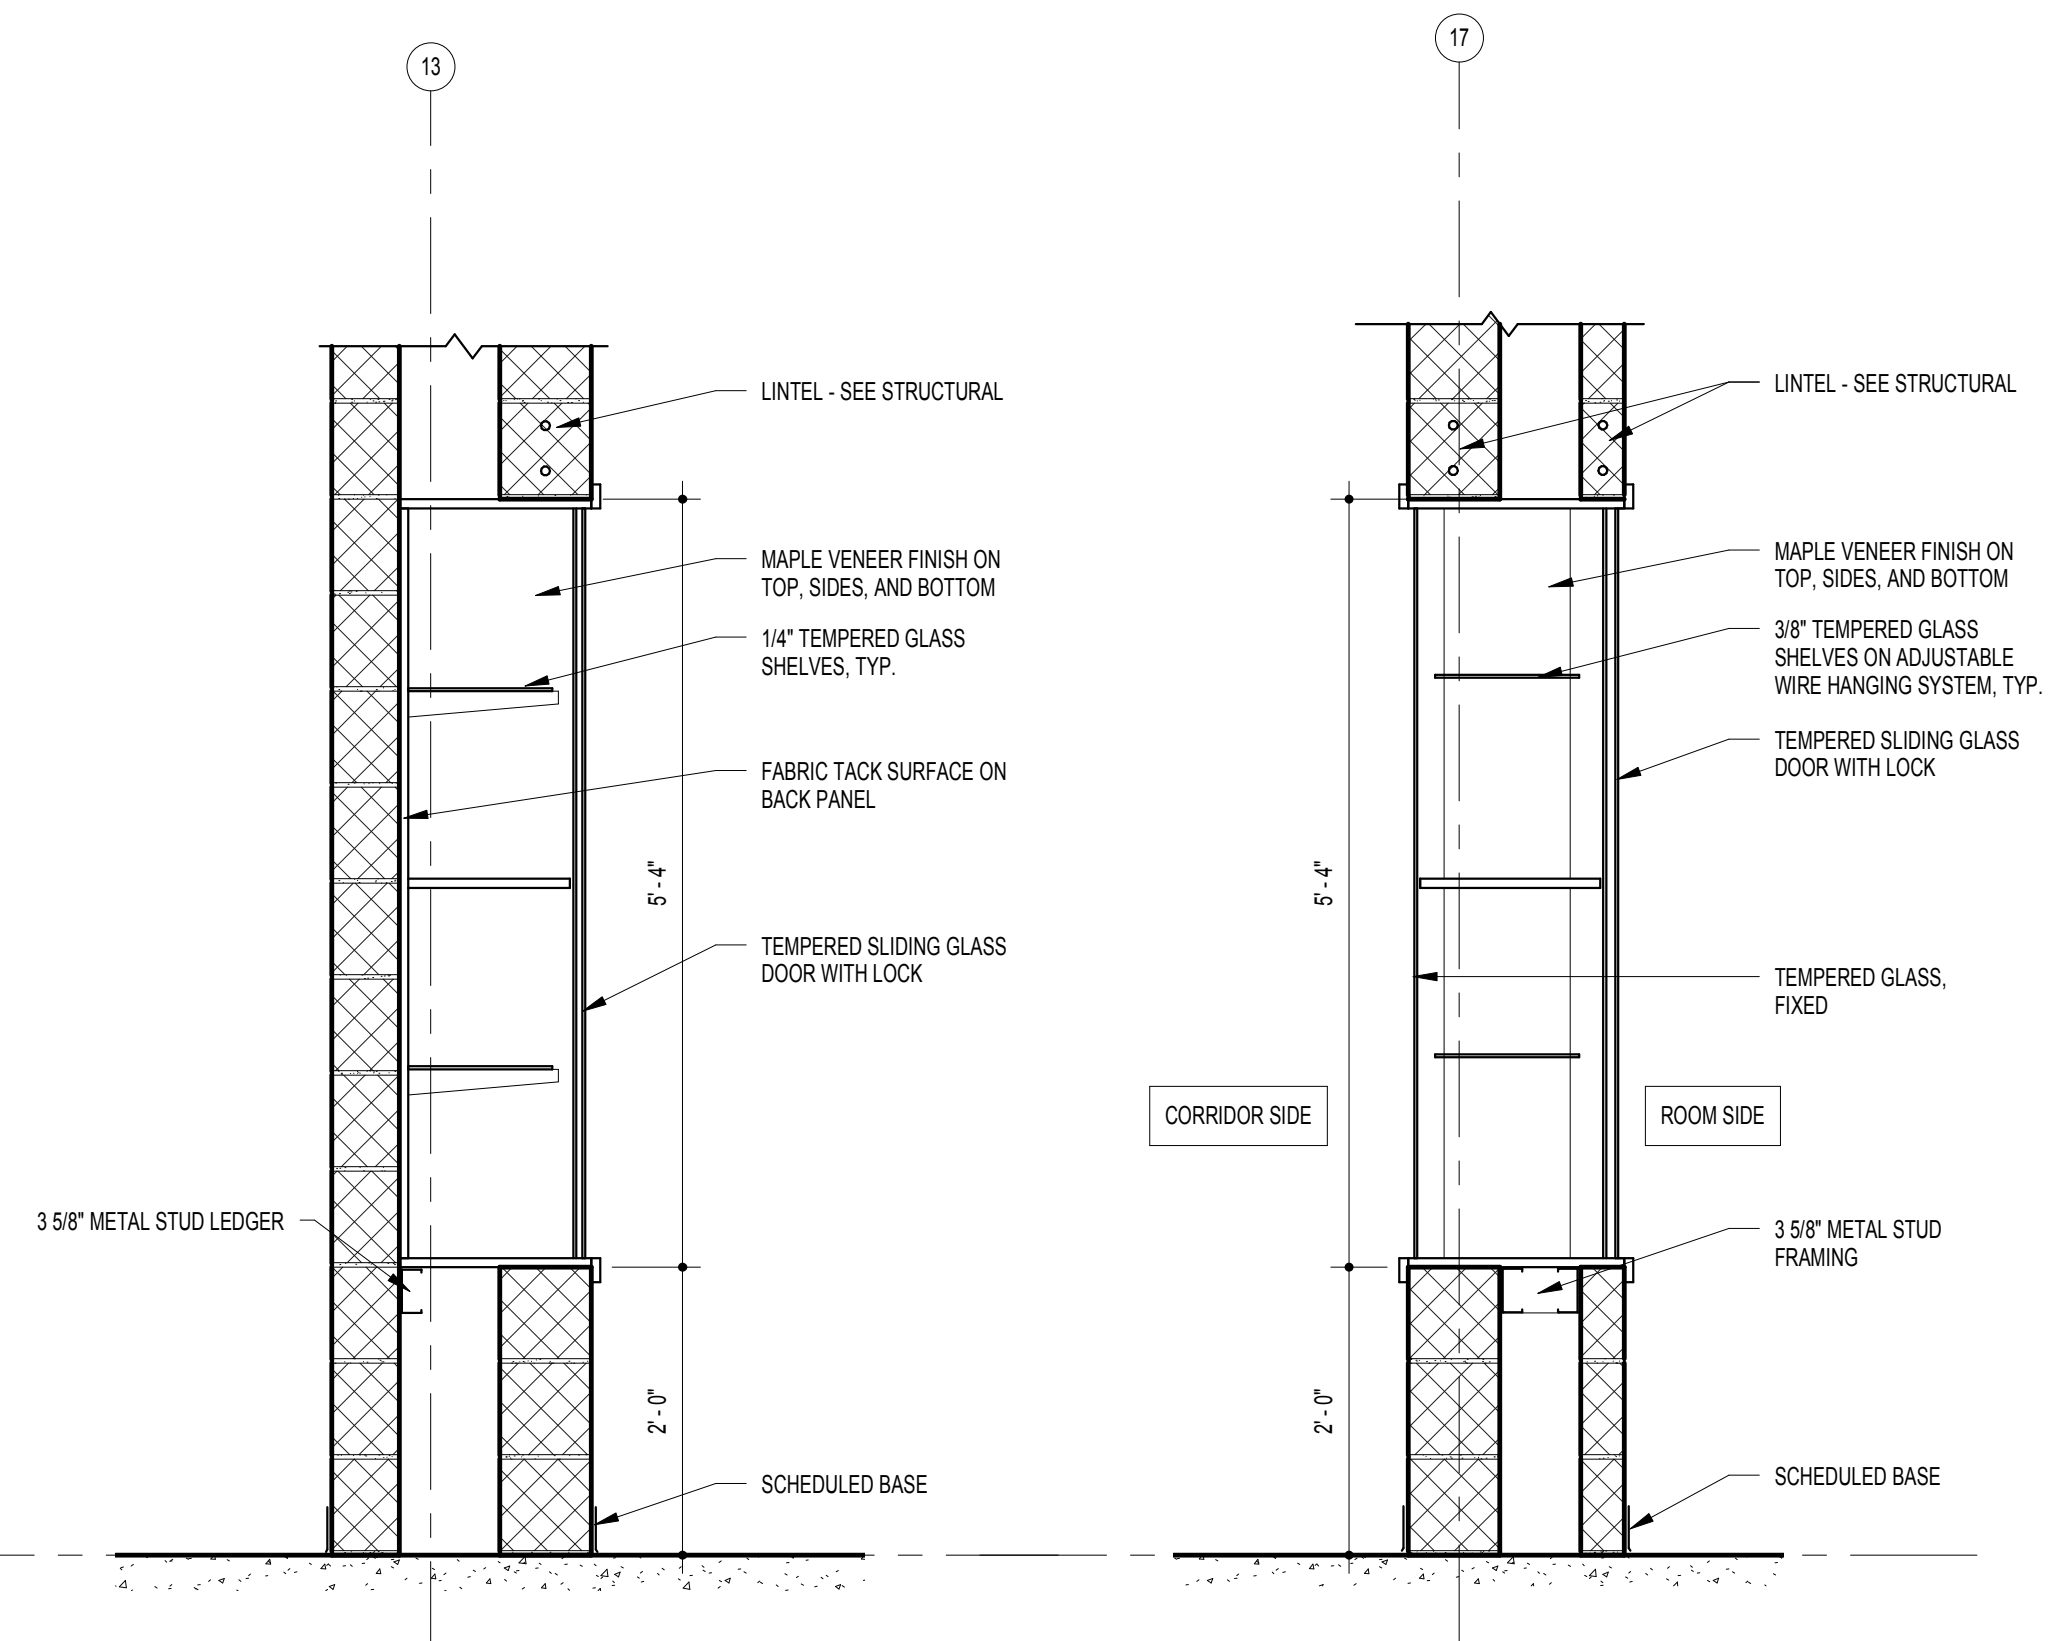 13
LINTEL - SEE STRUCTURAL
MAPLE VENEER FINISH ON
TOP, SIDES, AND BOTTOM
1/4" TEMPERED GLASS
SHELVES, TYP.
FABRIC TACK SURFACE ON
BACK PANEL
5' - 4"
TEMPERED SLIDING GLASS
DOOR WITH LOCK
3 5/8" METAL STUD LEDGER
2' - 0"
SCHEDULED BASE
17
LINTEL - SEE STRUCTURAL
MAPLE VENEER FINISH ON
TOP, SIDES, AND BOTTOM
3/8" TEMPERED GLASS
SHELVES ON ADJUSTABLE
WIRE HANGING SYSTEM, TYP.
TEMPERED SLIDING GLASS
DOOR WITH LOCK
5' - 4"
TEMPERED GLASS,
FIXED
CORRIDOR SIDE
ROOM SIDE
3 5/8" METAL STUD
FRAMING
2' - 0"
SCHEDULED BASE